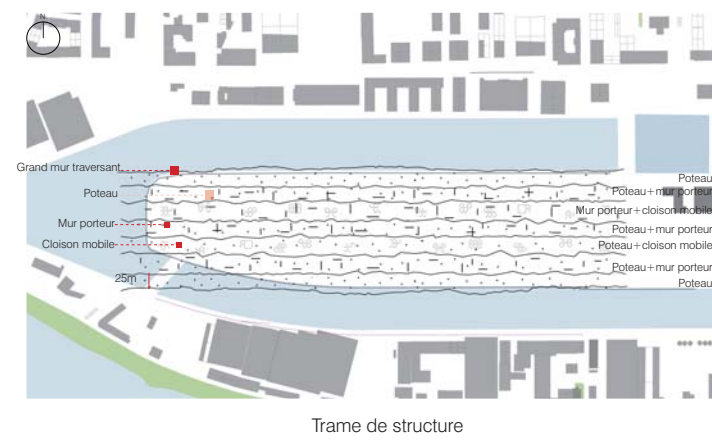 N
Grand mur traversant
Poteau
Mur porteur
Cloison mobile
25m
Poteau
Poteau+mur porteur
Mur porteur+cloison mobile
Poteau+mur porteur
Poteau+cloison mobile
Poteau+mur porteur
Poteau
Trame de structure